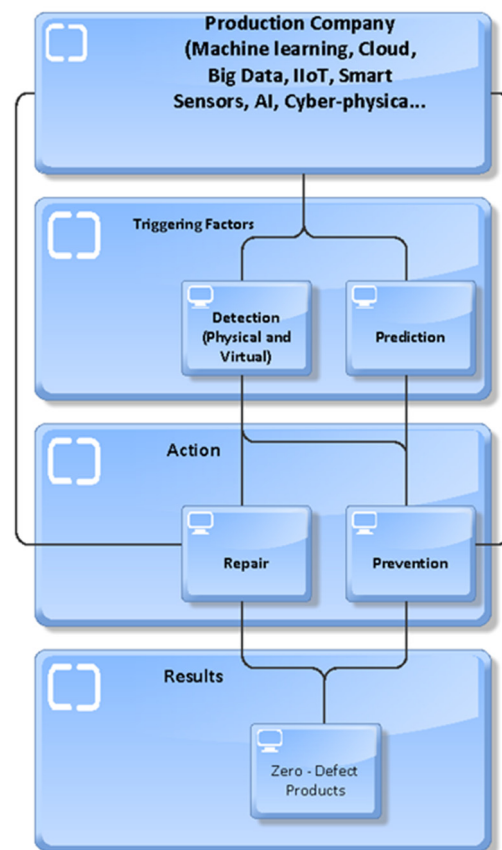 Production Company
(Machine learning, Cloud,
Big Data, IIoT, Smart
Sensors, AI, Cyber-physica...
Triggering Factors
Detection
(Physical and
Virtual)
Prediction
Action
Repair
Prevention
Results
Zero - Defect
Products